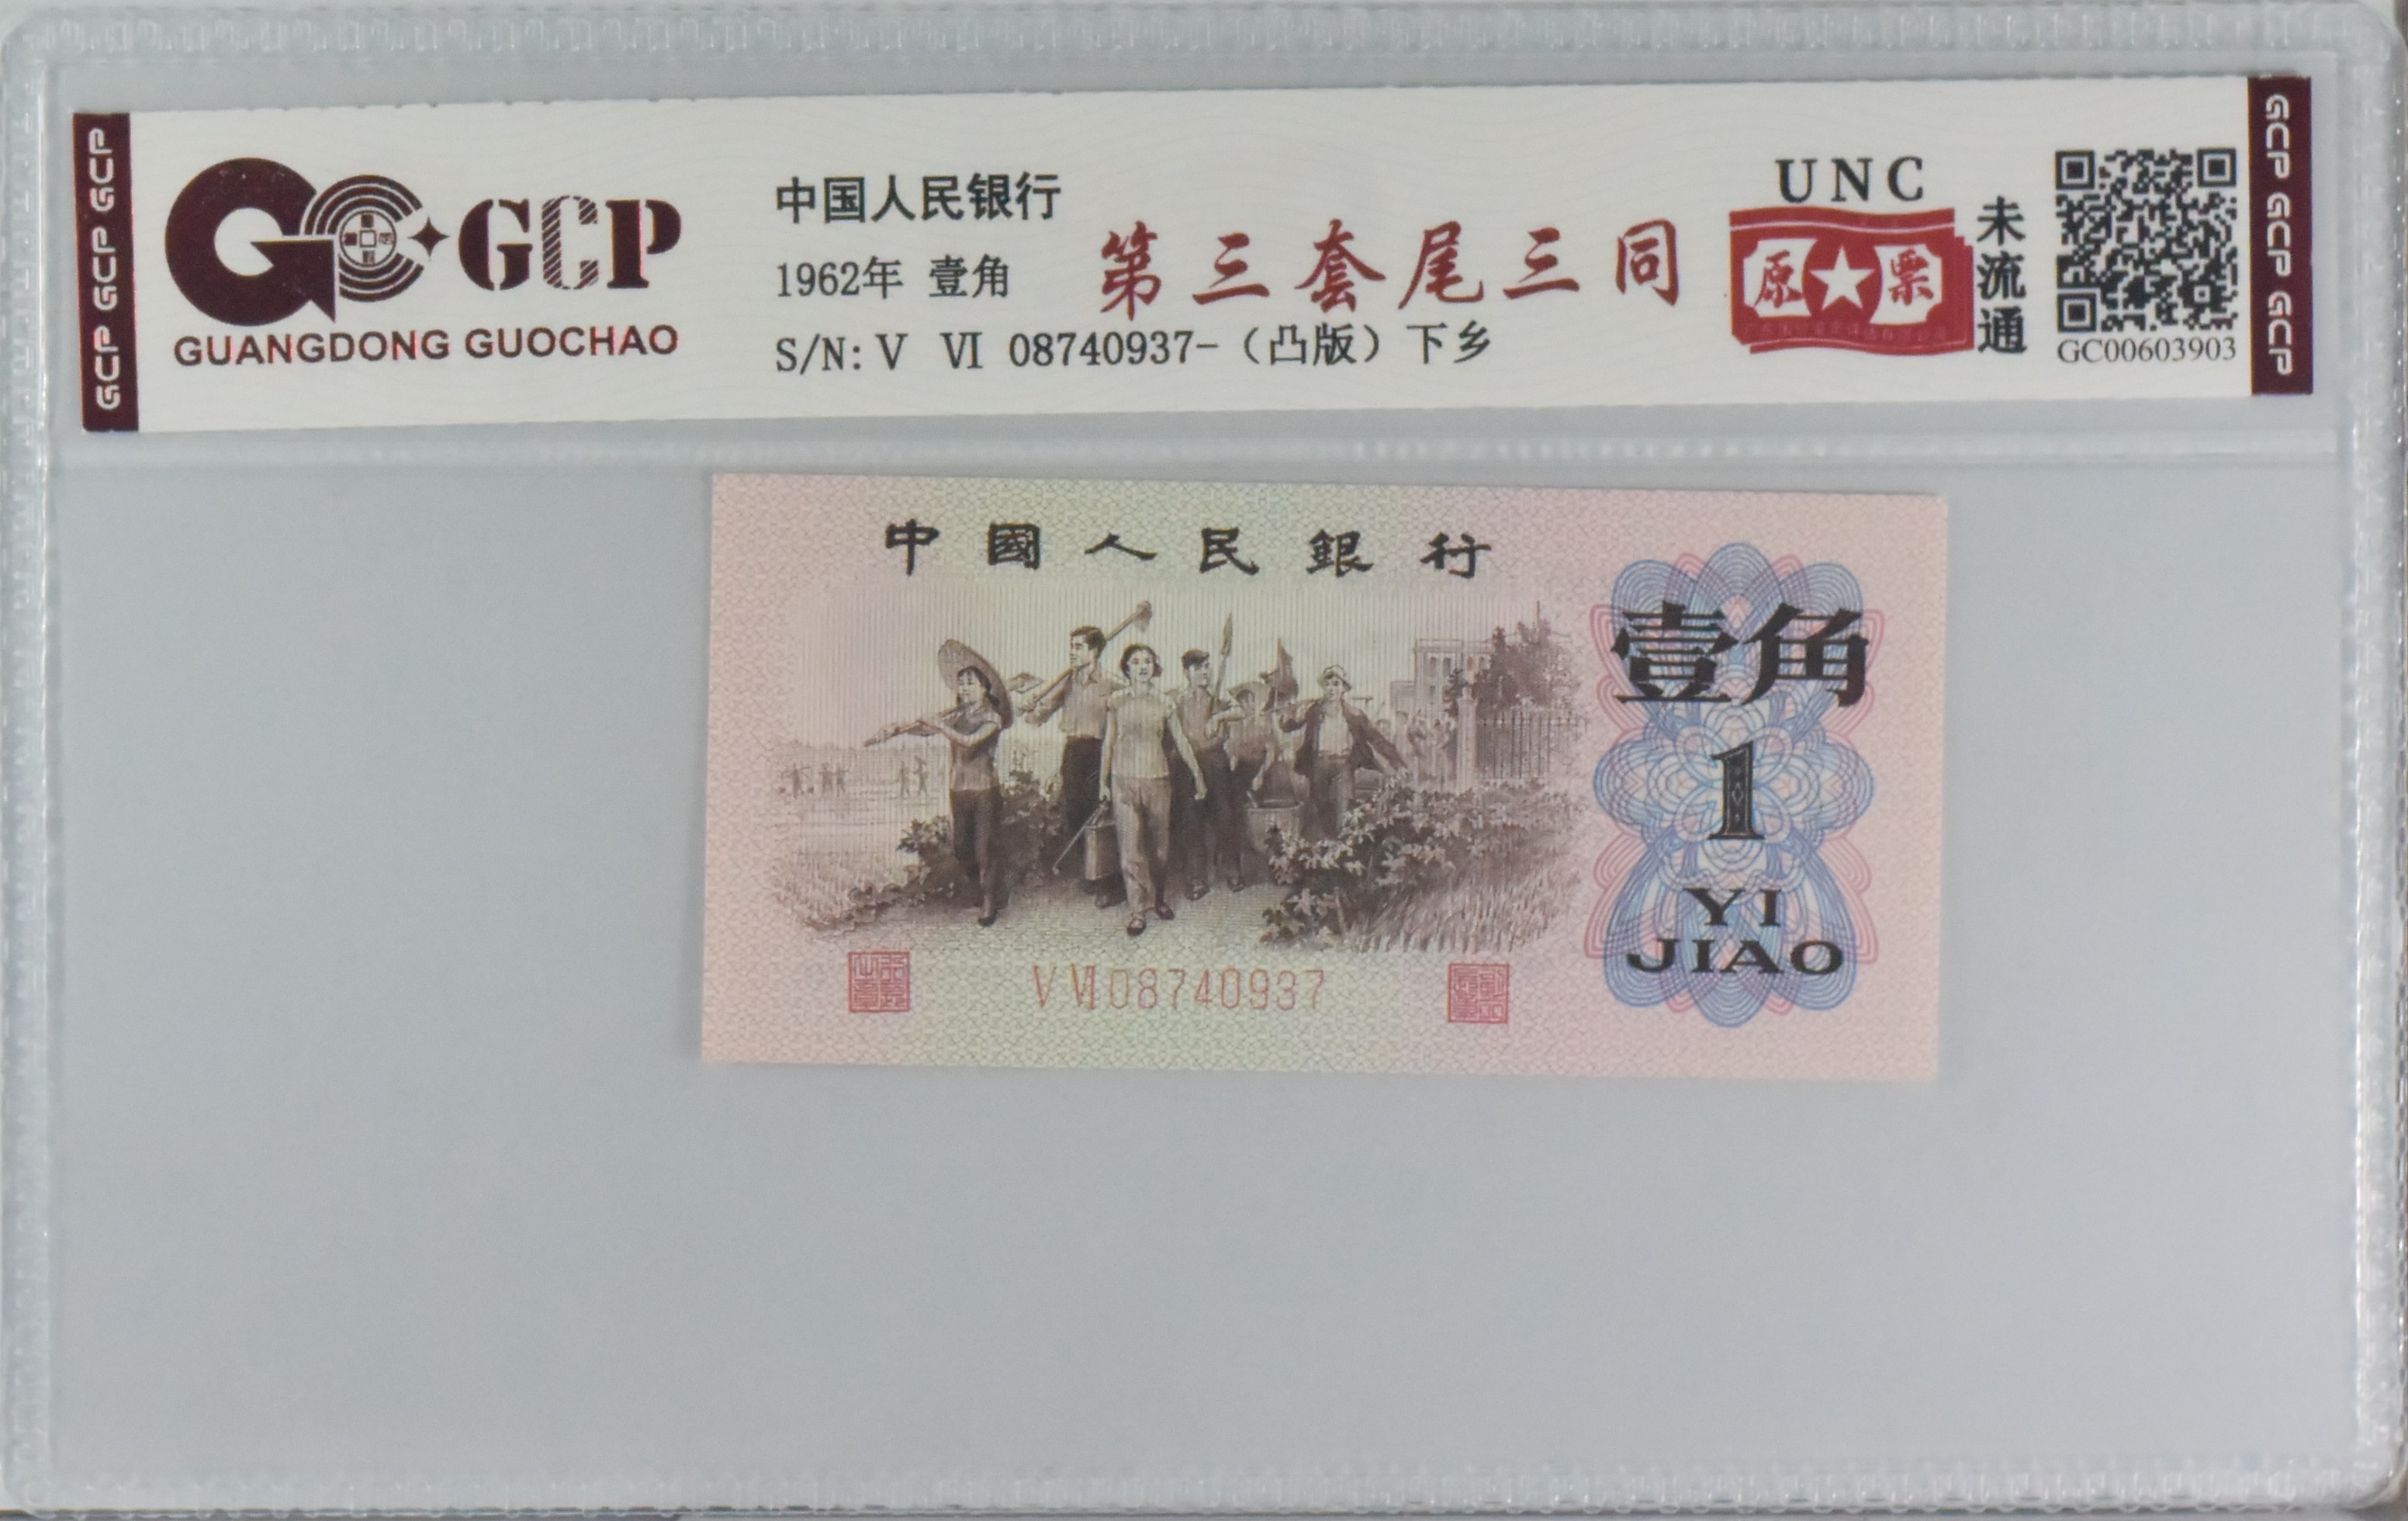 GCP GCP GCP
GCP
GUANGDONG GUOCHAO
中国人民银行
1962年 壹角
S/N: V VI 08740937-（凸版）下乡
第三套尾三同
UNC
原★票
未流通
GC00603903
GCP GCP GCP
中國人民銀行
壹角
1
YI
JIAO
V VI 08740937